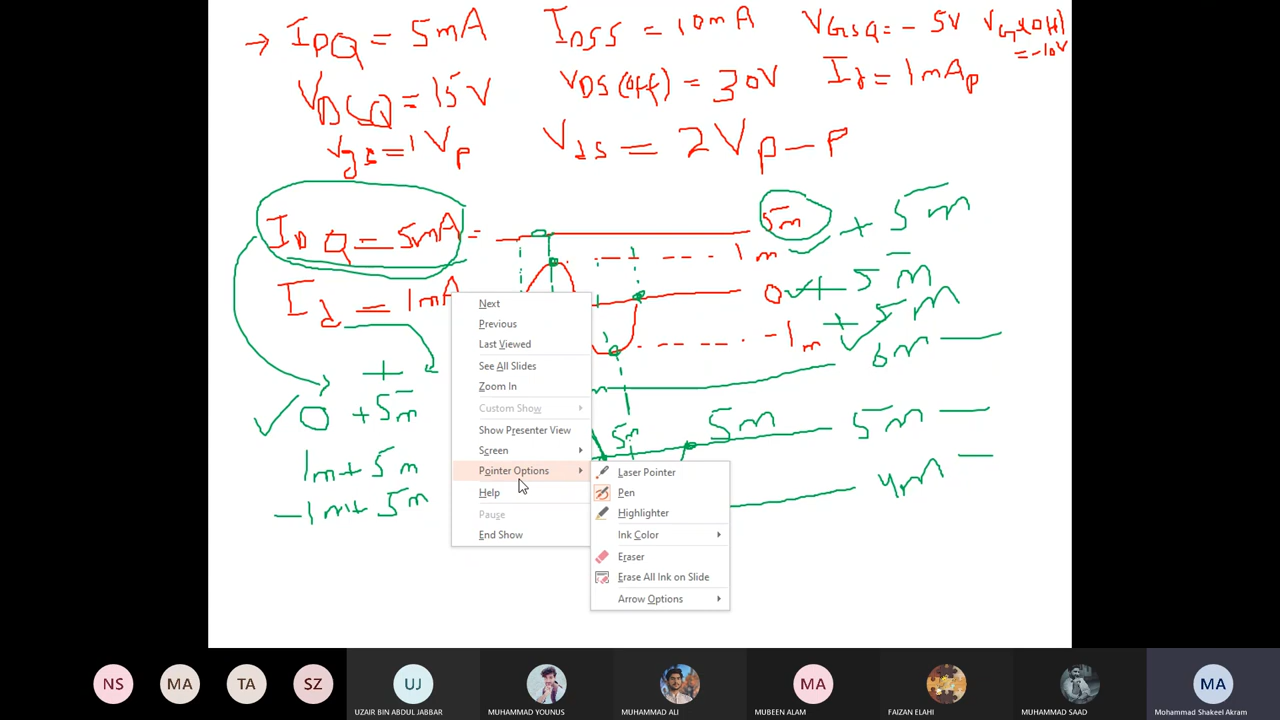 → IDQ = 5mA IDSS = 10mA VGSQ = -5V VGS(OFF) = -10V
VDSQ = 15V VDS(Off) = 30V Id = 1mAp
vgs = 1Vp Vds = 2Vp-p
IDQ = 5mA = 5m + 5m
1m
Id = 1mA 0 + 5m
-1m + 5m
6m
+
✓ 0 +5m 5m 5m 5m
1m + 5m 4m
-1m + 5m
Next
Previous
Last Viewed
See All Slides
Zoom In
Custom Show
Show Presenter View
Screen
Pointer Options
Help
Pause
End Show
Laser Pointer
Pen
Highlighter
Ink Color
Eraser
Erase All Ink on Slide
Arrow Options
NS MA TA SZ UJ MA MA
UZAIR BIN ABDUL JABBAR MUHAMMAD YOUNUS MUHAMMAD ALI MUBEEN ALAM FAIZAN ELAHI MUHAMMAD SAAD Mohammad Shakeel Akram